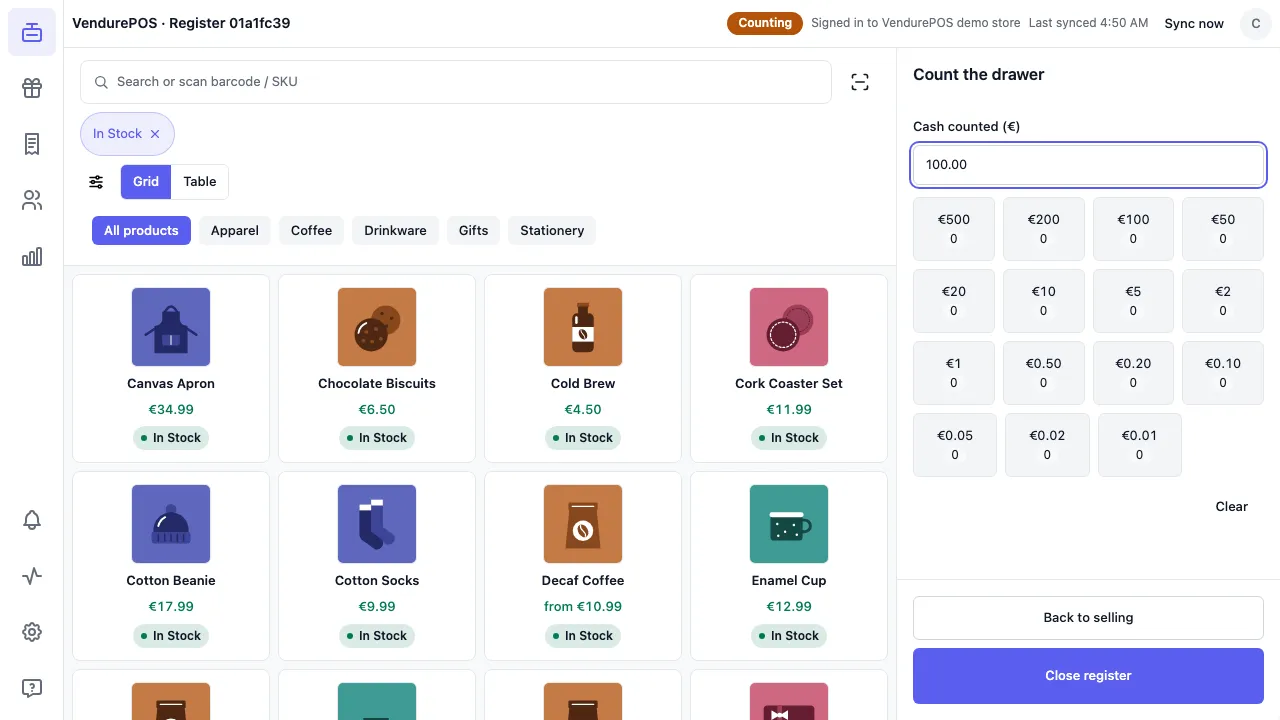 VendurePOS · Register 01a1fc39
Counting
Signed in to VendurePOS demo store
Last synced 4:50 AM
Sync now
C
Search or scan barcode / SKU
In Stock
Grid
Table
All products
Apparel
Coffee
Drinkware
Gifts
Stationery
Canvas Apron
€34.99
In Stock
Chocolate Biscuits
€6.50
In Stock
Cold Brew
€4.50
In Stock
Cork Coaster Set
€11.99
In Stock
Cotton Beanie
€17.99
In Stock
Cotton Socks
€9.99
In Stock
Decaf Coffee
from €10.99
In Stock
Enamel Cup
€12.99
In Stock
Count the drawer
Cash counted (€)
100.00
€500
0
€200
0
€100
0
€50
0
€20
0
€10
0
€5
0
€2
0
€1
0
€0.50
0
€0.20
0
€0.10
0
€0.05
0
€0.02
0
€0.01
0
Clear
Back to selling
Close register